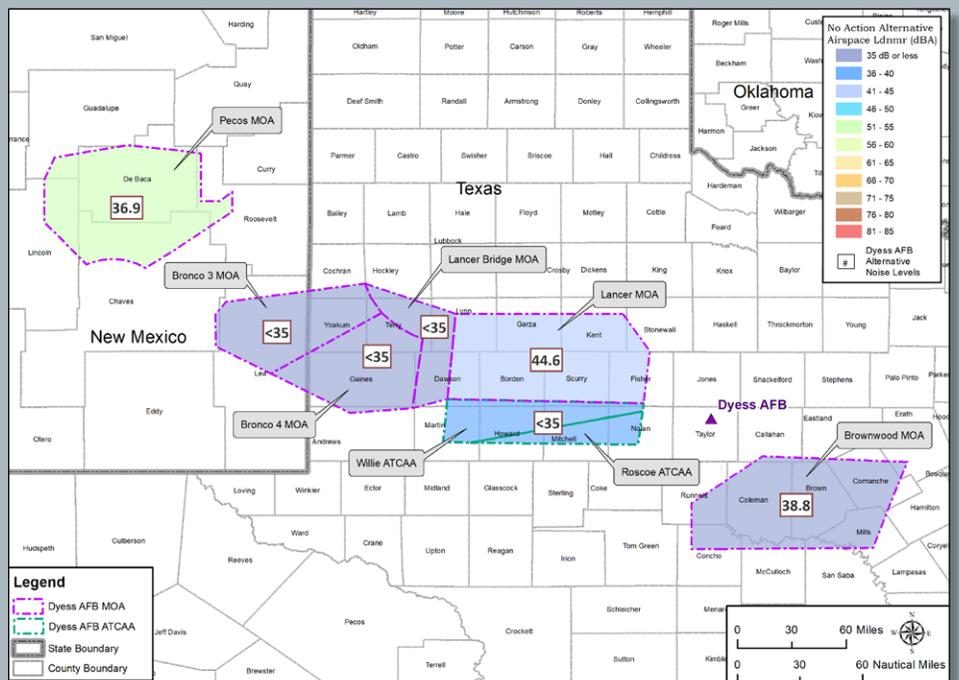 Hartley
Moore
Hutchinson
Roberts
Hemphill
Harding
San Miguel
Roger Mills
Oldham
Potter
Carson
Gray
Wheeler
Beckham
Quay
Guadalupe
Deaf Smith
Randall
Armstrong
Donley
Collingsworth
Oklahoma
Greer
Harmon
Jackson
Pecos MOA
De Baca
36.9
Curry
Roosevelt
Lincoln
Parmer
Castro
Swisher
Briscoe
Hall
Childress
Texas
Hardeman
Bailey
Lamb
Hale
Floyd
Motley
Cottle
Wilbarger
Foard
Lubbock
Bronco 3 MOA
Lancer Bridge MOA
Cochran
Hockley
Crosby
Dickens
King
Knox
Baylor
Chaves
Lancer MOA
New Mexico
<35
Yoakum
Terry
<35
Lynn
Garza
Kent
Stonewall
Haskell
Throckmorton
Young
Jack
<35
44.6
Lea
Gaines
Dawson
Borden
Scurry
Fisher
Jones
Shackelford
Stephens
Palo Pinto
Parker
Eddy
Otero
Bronco 4 MOA
Andrews
Martin
Howard
<35
Mitchell
Nolan
Dyess AFB
Taylor
Callahan
Eastland
Erath
Brownwood MOA
Willie ATCAA
Roscoe ATCAA
Loving
Winkler
Ector
Midland
Glasscock
Sterling
Coke
Runnels
Coleman
Brown
Comanche
38.8
Mills
Hamilton
Hudspeth
Culberson
Reeves
Ward
Crane
Upton
Reagan
Irion
Tom Green
Concho
McCulloch
San Saba
Lampasas
Jeff Davis
Pecos
Brewster
Terrell
Crockett
Schleicher
Sutton
No Action Alternative
Airspace Ldnmr (dBA)
35 dB or less
36 - 40
41 - 45
46 - 50
51 - 55
56 - 60
61 - 65
66 - 70
71 - 75
76 - 80
81 - 85
# Dyess AFB
Alternative
Noise Levels
Legend
Dyess AFB MOA
Dyess AFB ATCAA
State Boundary
County Boundary
N
W E
S
0 30 60 Miles
0 30 60 Nautical Miles